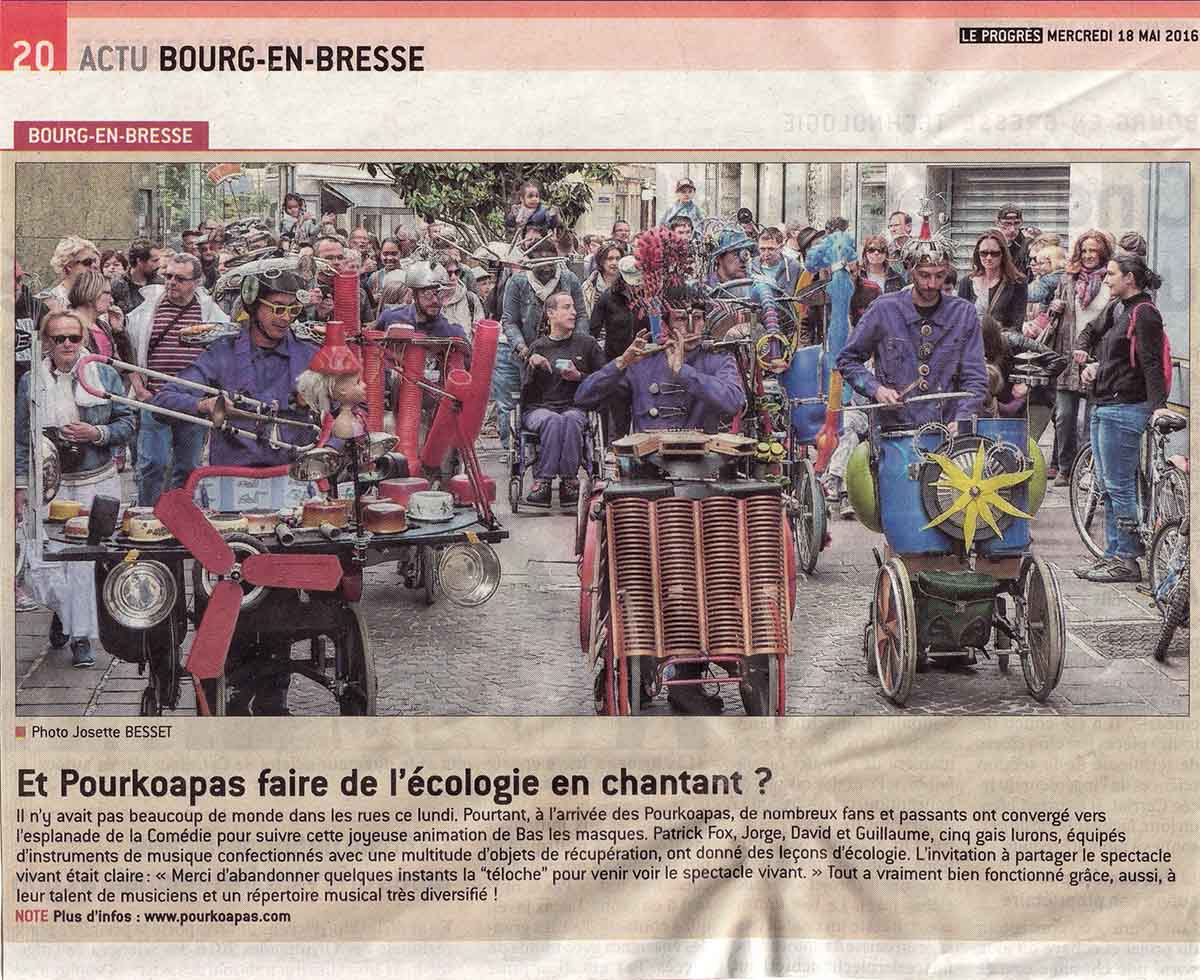 20 ACTU BOURG-EN-BRESSE
LE PROGRÈS MERCREDI 18 MAI 2016
BOURG-EN-BRESSE
Photo Josette BESSET
Et Pourkoapas faire de l'écologie en chantant ?
Il n'y avait pas beaucoup de monde dans les rues ce lundi. Pourtant, à l'arrivée des Pourkoapas, de nombreux fans et passants ont convergé vers
l'esplanade de la Comédie pour suivre cette joyeuse animation de Bas les masques. Patrick Fox, Jorge, David et Guillaume, cinq gais lurons, équipés
d'instruments de musique confectionnés avec une multitude d'objets de récupération, ont donné des leçons d'écologie. L'invitation à partager le spectacle
vivant était claire : « Merci d'abandonner quelques instants la "téloche" pour venir voir le spectacle vivant. » Tout a vraiment bien fonctionné grâce, aussi, à
leur talent de musiciens et un répertoire musical très diversifié !
NOTE Plus d'infos : www.pourkoapas.com